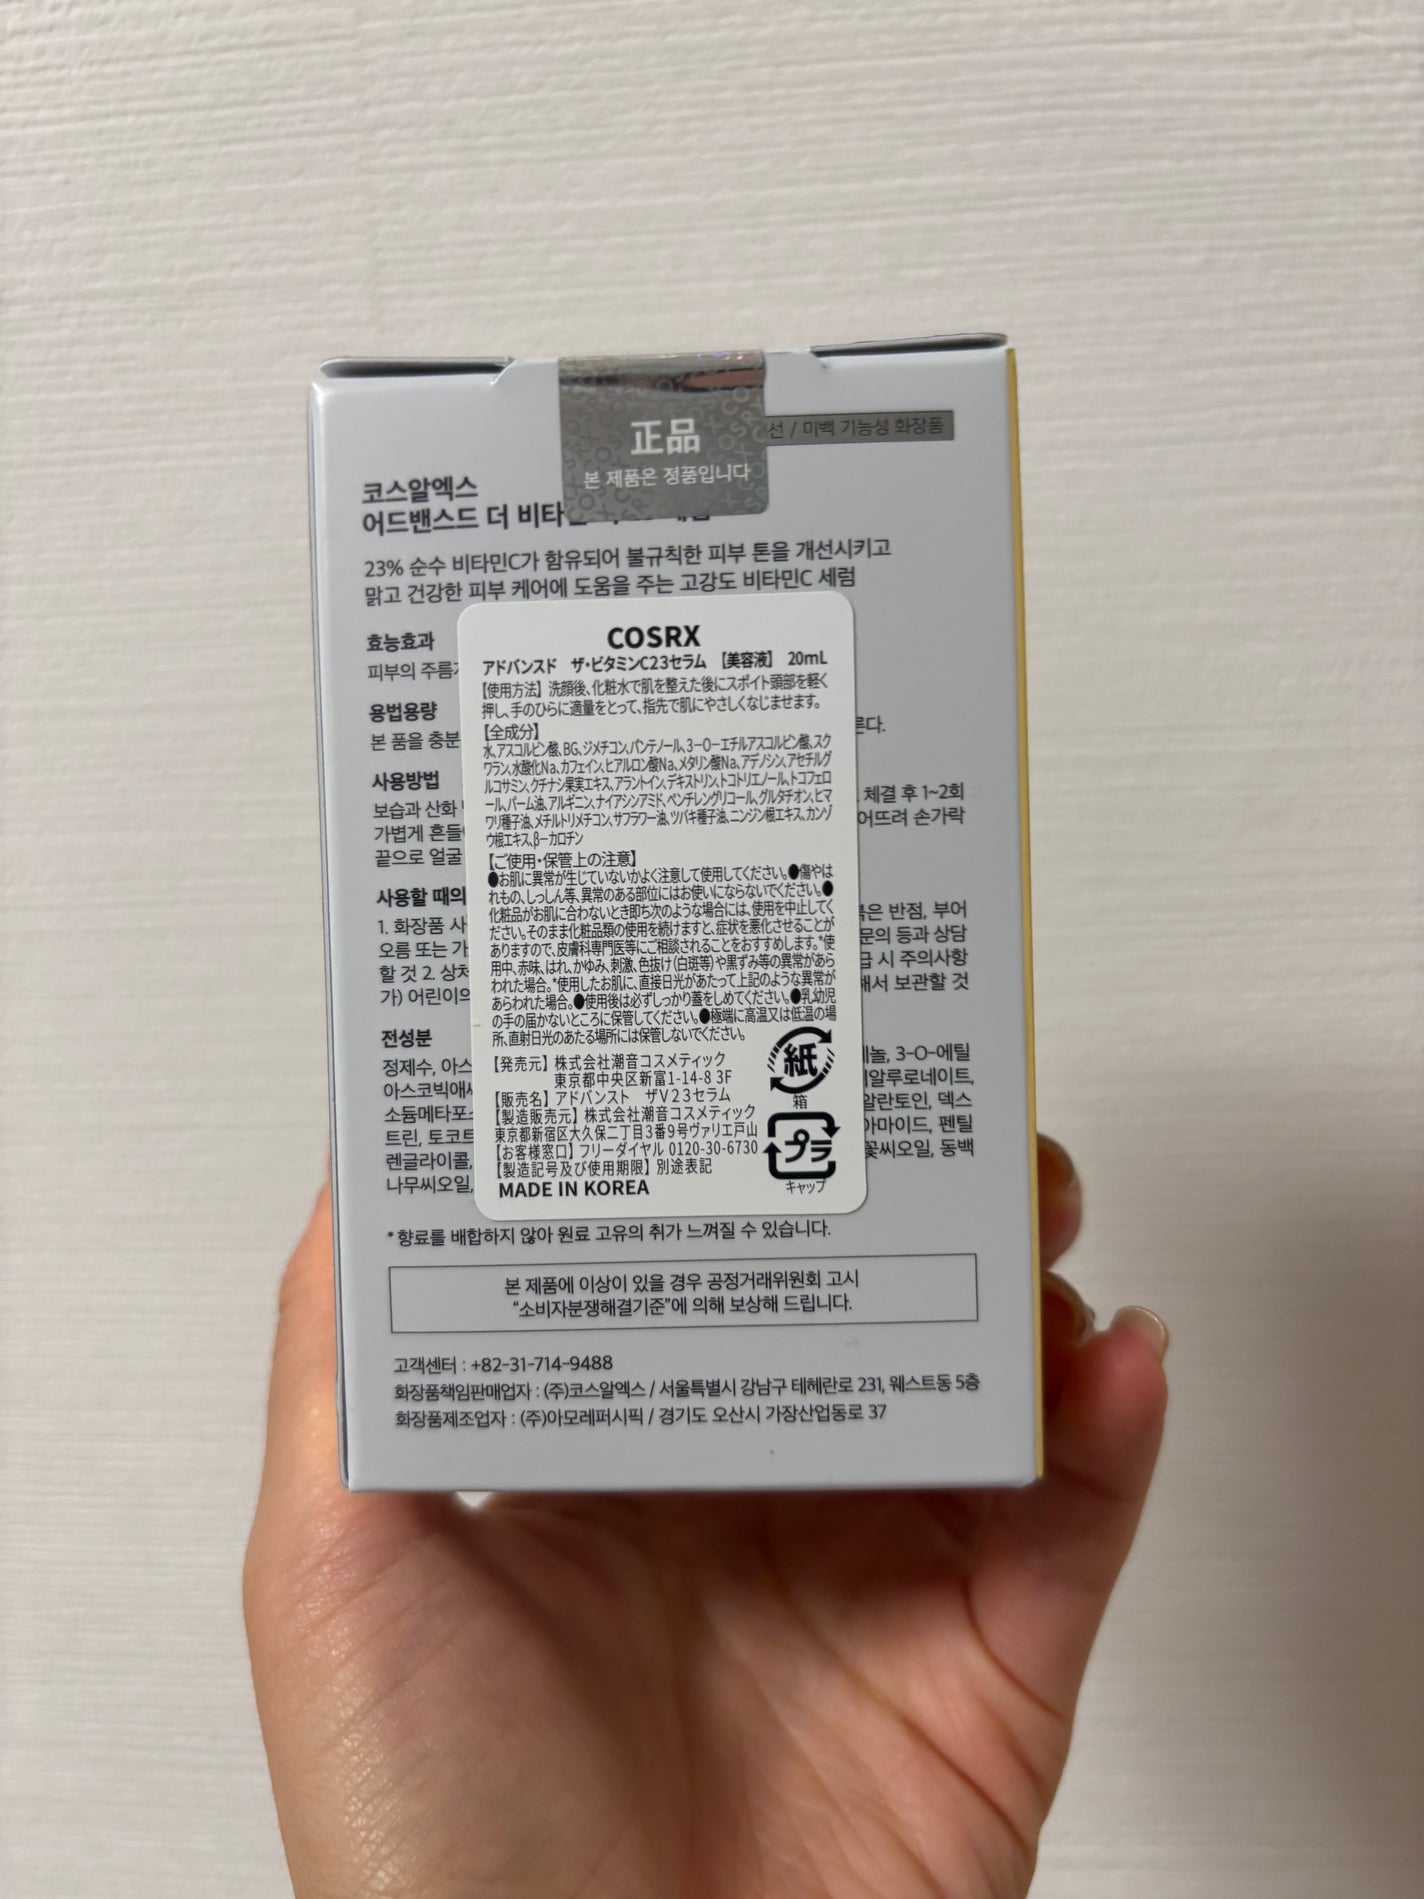 正品
본 제품은 정품입니다
선 / 미백 기능성 화장품
코스알엑스
어드밴스드 더 비타
23% 순수 비타민C가 함유되어 불규칙한 피부 톤을 개선시키고
맑고 건강한 피부 케어에 도움을 주는 고강도 비타민C 세럼
효능효과
피부의 주름
용법용량
본 품을 충분
른다.
사용방법
보습과 산화
체결 후 1~2회
가볍게 흔들
어뜨려 손가락
끝으로 얼굴
사용할 때의
1. 화장품 사
반점, 부어
오름 또는 가
문의 등과 상담
할 것 2. 상처
급 시 주의사항
가) 어린이의
해서 보관할 것
전성분
정제수, 아스
놀, 3-O-에틸
아스코빅애씨
알루로네이트,
소듐메타포스
알란토인, 덱스
트린, 토코트
아마이드, 펜틸
렌글라이콜,
꽃씨오일, 동백
나무씨오일,
COSRX
アドバンスド ザ・ビタミンC23セラム 【美容液】 20mL
【使用方法】洗顔後、化粧水で肌を整えた後にスポイト頭部を軽く
押し、手のひらに適量をとって、指先で肌にやさしくなじませます。
【全成分】
水、アスコルビン酸、BG、ジメチコン、パンテノール、3-O-エチルアスコルビン酸、スク
ワラン、水酸化Na、カフェイン、ヒアルロン酸Na、メタリン酸Na、アデノシン、アセチルグ
ルコサミン、クチナシ果実エキス、アラントイン、デキストリン、トコトリエノール、トコフェロ
ール、パーム油、アルギニン、ナイアシンアミド、ペンチレングリコール、グルタチオン、ヒマ
ワリ種子油、メチルトリメチコン、サフラワー油、ツバキ種子油、ニンジン根エキス、カンゾ
ウ根エキス、β-カロチン
【ご使用・保管上の注意】
●お肌に異常が生じていないかよく注意して使用してください。●傷やは
れもの、しっしん等、異常のある部位にはお使いにならないでください。●
化粧品がお肌に合わないとき即ち次のような場合には、使用を中止してく
ださい。そのまま化粧品類の使用を続けますと、症状を悪化させることが
ありますので、皮膚科専門医等にご相談されることをおすすめします。*使
用中、赤味、はれ、かゆみ、刺激、色抜け(白斑等)や黒ずみ等の異常があら
われた場合。*使用したお肌に、直接日光があたって上記のような異常が
あらわれた場合。●使用後は必ずしっかり蓋をしめてください。●乳幼児
の手の届かないところに保管してください。●極端に高温又は低温の場
所、直射日光のあたる場所には保管しないでください。
【発売元】株式会社潮音コスメティック
東京都中央区新富1-14-8 3F
【販売名】アドバンスト ザV23セラム
【製造販売元】株式会社潮音コスメティック
東京都新宿区大久保二丁目3番9号ヴァリエ戸山
【お客様窓口】フリーダイヤル 0120-30-6730
【製造記号及び使用期限】別途表記
MADE IN KOREA
紙
箱
プラ
キャップ
* 향료를 배합하지 않아 원료 고유의 취가 느껴질 수 있습니다.
본 제품에 이상이 있을 경우 공정거래위원회 고시
“소비자분쟁해결기준”에 의해 보상해 드립니다.
고객센터 : +82-31-714-9488
화장품책임판매업자 : (주)코스알엑스 / 서울특별시 강남구 테헤란로 231, 웨스트동 5층
화장품제조업자 : (주)아모레퍼시픽 / 경기도 오산시 가장산업동로 37